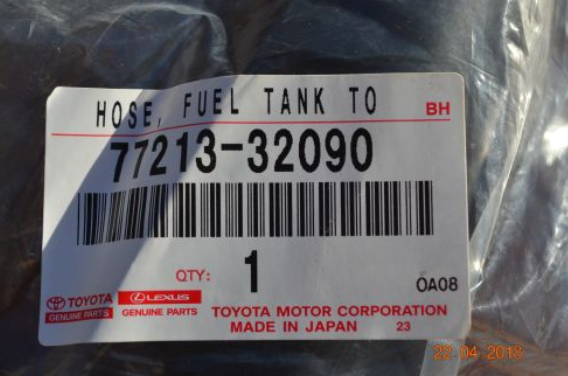 HOSE, FUEL TANK TO
BH
77213-32090
QTY: 1
OA08
TOYOTA
GENUINE PARTS
LEXUS
GENUINE PARTS
TOYOTA MOTOR CORPORATION
MADE IN JAPAN 23
22 04 2018